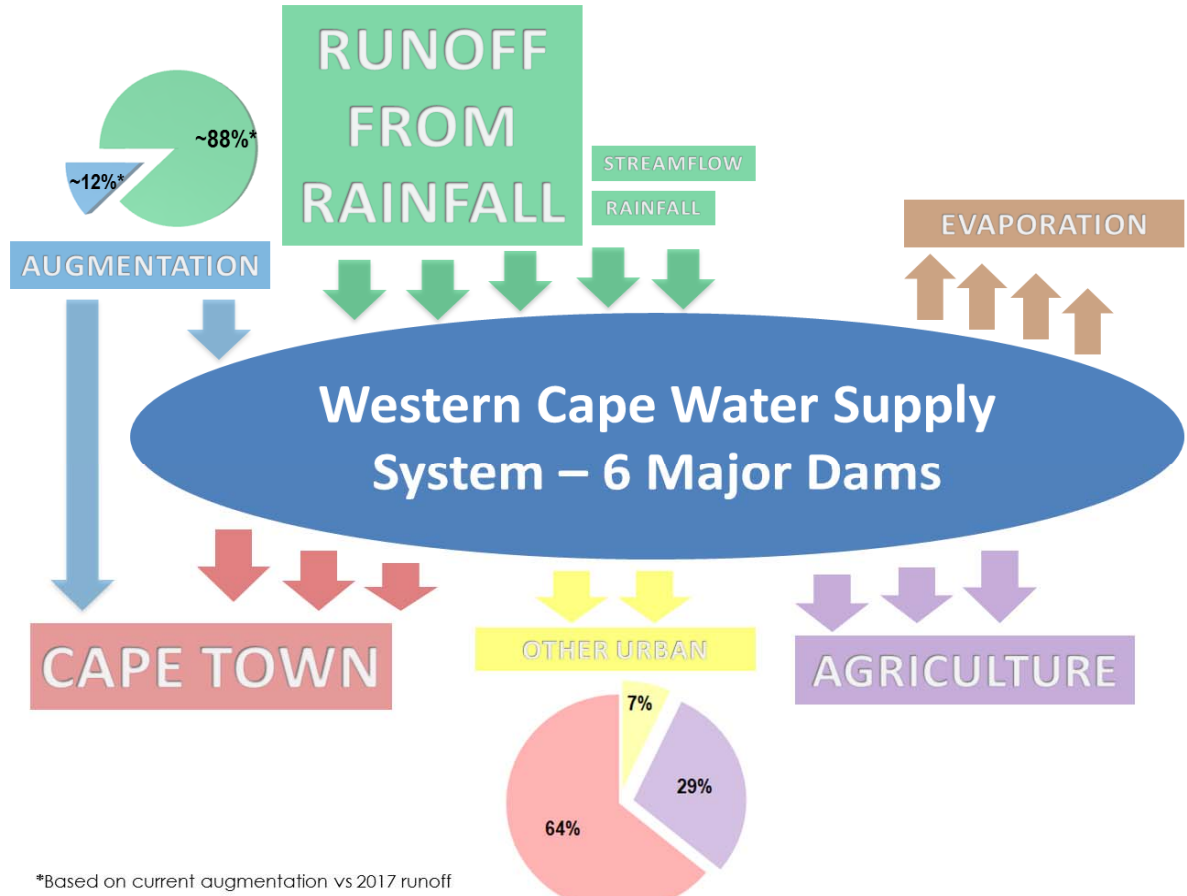 RUNOFF
FROM
RAINFALL
~88%*
~12%*
STREAMFLOW
RAINFALL
EVAPORATION
AUGMENTATION
Western Cape Water Supply
System – 6 Major Dams
CAPE TOWN
OTHER URBAN
AGRICULTURE
7%
29%
64%
*Based on current augmentation vs 2017 runoff